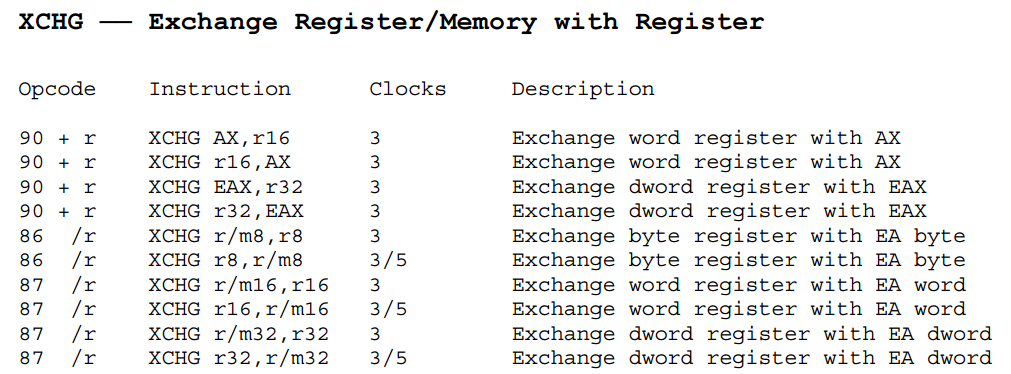 XCHG —— Exchange Register/Memory with Register
Opcode Instruction Clocks Description
90 + r XCHG AX,r16 3 Exchange word register with AX
90 + r XCHG r16,AX 3 Exchange word register with AX
90 + r XCHG EAX,r32 3 Exchange dword register with EAX
90 + r XCHG r32,EAX 3 Exchange dword register with EAX
86 /r XCHG r/m8,r8 3 Exchange byte register with EA byte
86 /r XCHG r8,r/m8 3/5 Exchange byte register with EA byte
87 /r XCHG r/m16,r16 3 Exchange word register with EA word
87 /r XCHG r16,r/m16 3/5 Exchange word register with EA word
87 /r XCHG r/m32,r32 3 Exchange dword register with EA dword
87 /r XCHG r32,r/m32 3/5 Exchange dword register with EA dword